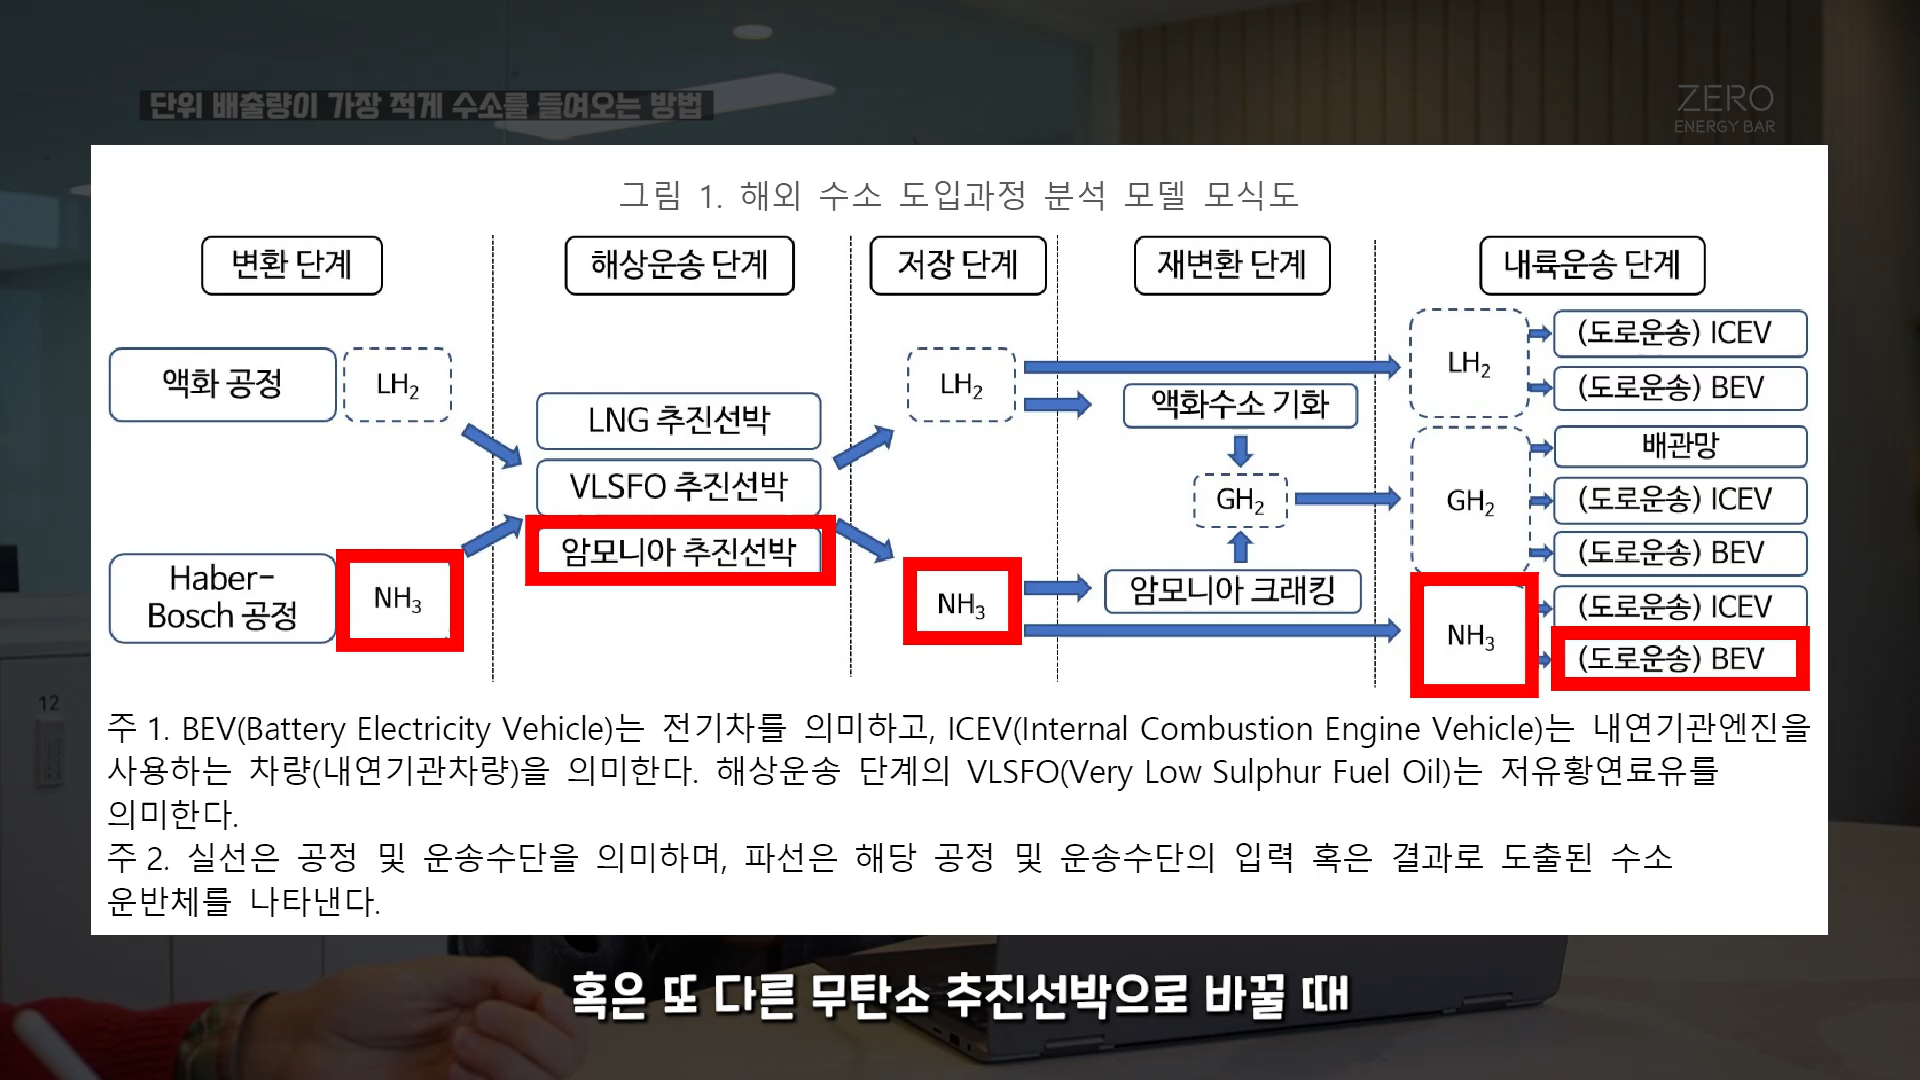 단위 배출량이 가장 적게 수소를 들여오는 방법
ZERO
ENERGY BAR
그림 1. 해외 수소 도입과정 분석 모델 모식도
변환 단계
해상운송 단계
저장 단계
재변환 단계
내륙운송 단계
액화 공정
LH2
LNG 추진선박
VLSFO 추진선박
암모니아 추진선박
Haber-
Bosch 공정
NH3
LH2
NH3
액화수소 기화
GH2
암모니아 크래킹
LH2
(도로운송) ICEV
(도로운송) BEV
GH2
배관망
(도로운송) ICEV
(도로운송) BEV
NH3
(도로운송) ICEV
(도로운송) BEV
주 1. BEV(Battery Electricity Vehicle)는 전기차를 의미하고, ICEV(Internal Combustion Engine Vehicle)는 내연기관엔진을
사용하는 차량(내연기관차량)을 의미한다. 해상운송 단계의 VLSFO(Very Low Sulphur Fuel Oil)는 저유황연료유를
의미한다.
주 2. 실선은 공정 및 운송수단을 의미하며, 파선은 해당 공정 및 운송수단의 입력 혹은 결과로 도출된 수소
운반체를 나타낸다.
12
혹은 또 다른 무탄소 추진선박으로 바꿀 때